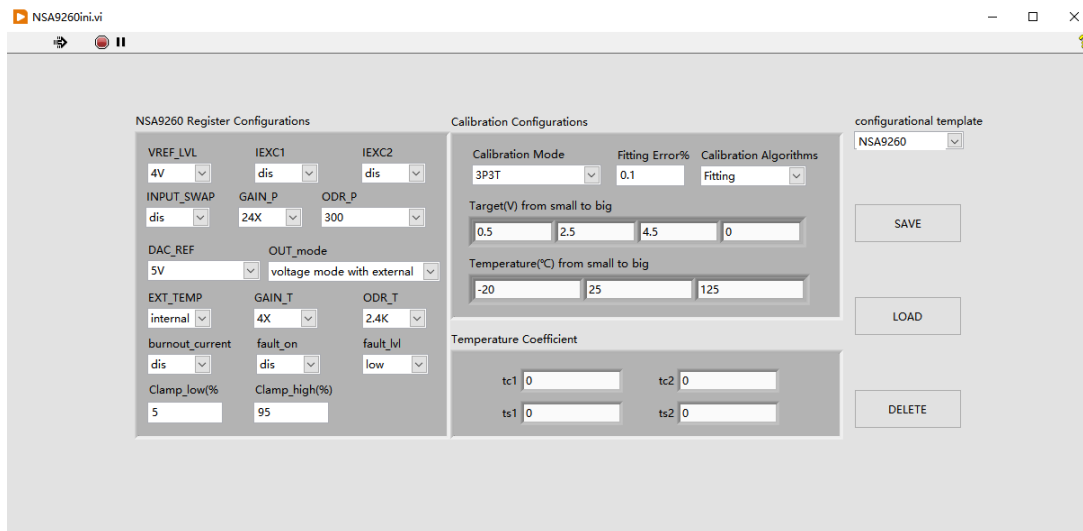 NSA9260ini.vi
NSA9260 Register Configurations
VREF_LVL IEXC1 IEXC2
4V dis dis
INPUT_SWAP GAIN_P ODR_P
dis 24X 300
DAC_REF OUT_mode
5V voltage mode with external
EXT_TEMP GAIN_T ODR_T
internal 4X 2.4K
burnout_current fault_on fault_lvl
dis dis low
Clamp_low(% Clamp_high(%)
5 95
Calibration Configurations
Calibration Mode Fitting Error% Calibration Algorithms
3P3T 0.1 Fitting
Target(V) from small to big
0.5 2.5 4.5 0
Temperature(℃) from small to big
-20 25 125
Temperature Coefficient
tc1 0 tc2 0
ts1 0 ts2 0
configurational template
NSA9260
SAVE
LOAD
DELETE